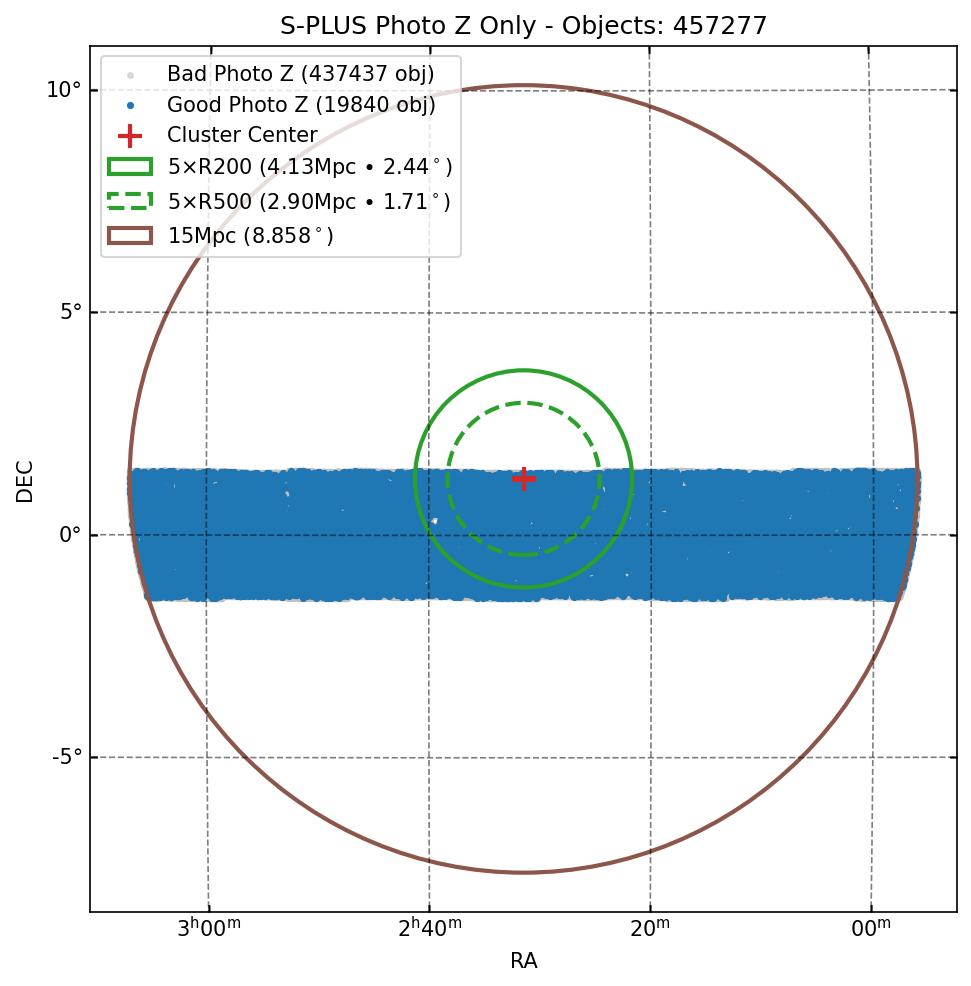 S-PLUS Photo Z Only - Objects: 457277
Bad Photo Z (437437 obj)
Good Photo Z (19840 obj)
Cluster Center
5×R200 (4.13Mpc • 2.44°)
5×R500 (2.90Mpc • 1.71°)
15Mpc (8.858°)
10°
5°
0°
-5°
DEC
3ʰ00ᵐ 2ʰ40ᵐ 20ᵐ 00ᵐ
RA